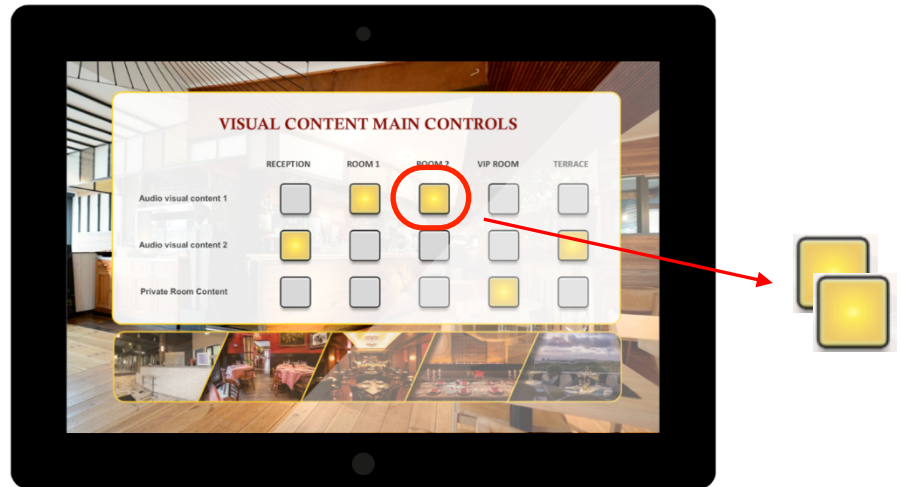 VISUAL CONTENT MAIN CONTROLS
RECEPTION ROOM 1 ROOM 2 VIP ROOM TERRACE
Audio visual content 1
Audio visual content 2
Private Room Content